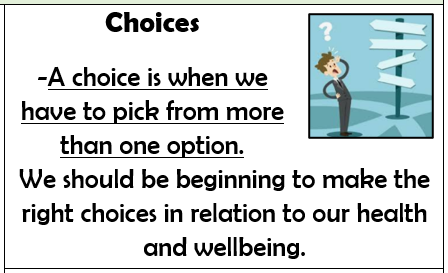 Choices
-A choice is when we
have to pick from more
than one option.
We should be beginning to make the
right choices in relation to our health
and wellbeing.
?